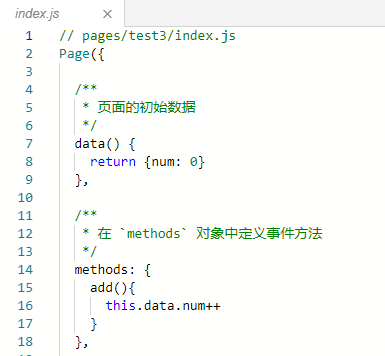 index.js ×
1 // pages/test3/index.js
2 Page({
3
4 /**
5 * 页面的初始数据
6 */
7 data() {
8 return {num: 0}
9 },
10
11 /**
12 * 在 `methods` 对象中定义事件方法
13 */
14 methods: {
15 add(){
16 this.data.num++
17 }
18 },